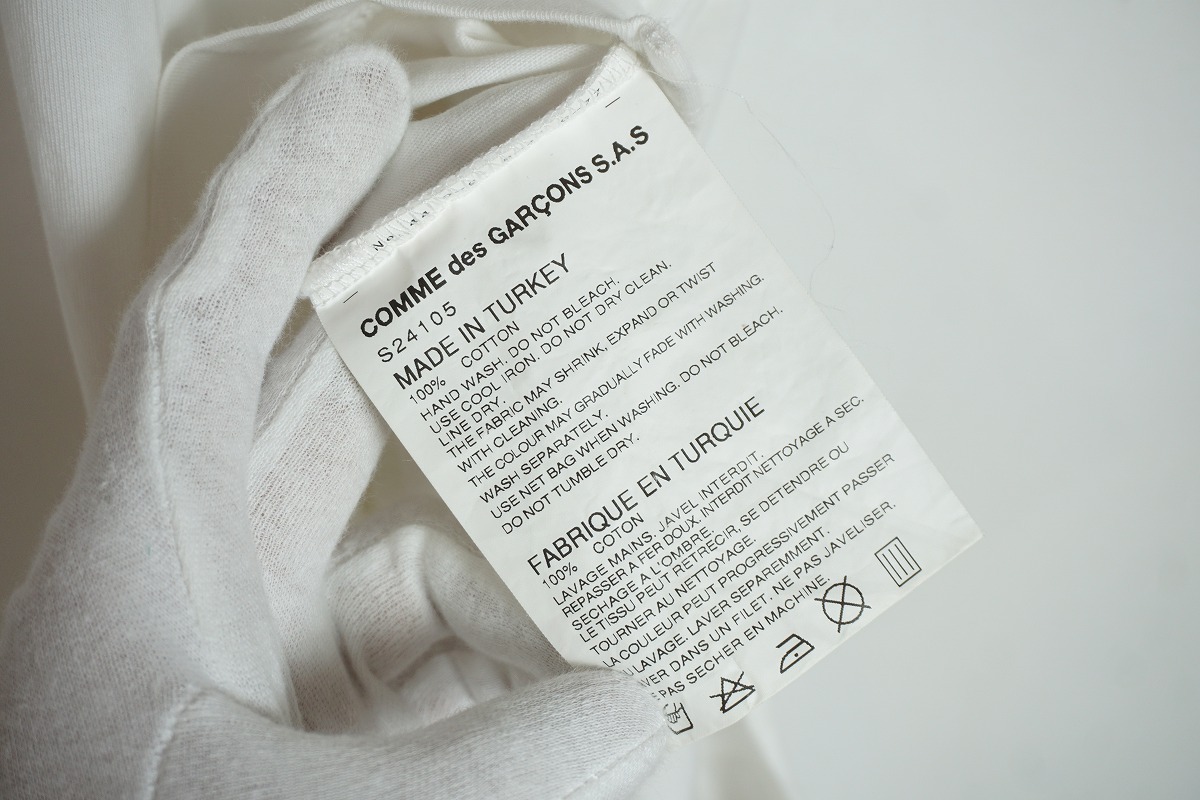 COMME des GARÇONS S.A.S
S24105
MADE IN TURKEY
100% COTTON
HAND WASH. DO NOT BLEACH.
USE COOL IRON. DO NOT DRY CLEAN.
LINE DRY.
THE FABRIC MAY SHRINK, EXPAND OR TWIST
WITH CLEANING.
THE COLOUR MAY GRADUALLY FADE WITH WASHING.
WASH SEPARATELY.
USE NET BAG WHEN WASHING. DO NOT BLEACH.
DO NOT TUMBLE DRY.
FABRIQUE EN TURQUIE
100% COTON
LAVAGE MAINS, JAVEL INTERDIT.
REPASSER A FER DOUX. INTERDIT NETTOYAGE A SEC.
SECHAGE A L'OMBRE.
LE TISSU PEUT RETRECIR, SE DETENDRE OU
TOURNER AU NETTOYAGE.
LA COULEUR PEUT PROGRESSIVEMENT PASSER
LAVAGE. LAVER SEPAREMMENT.
DANS UN FILET. NE PAS JAVELISER.
PAS SECHER EN MACHINE.